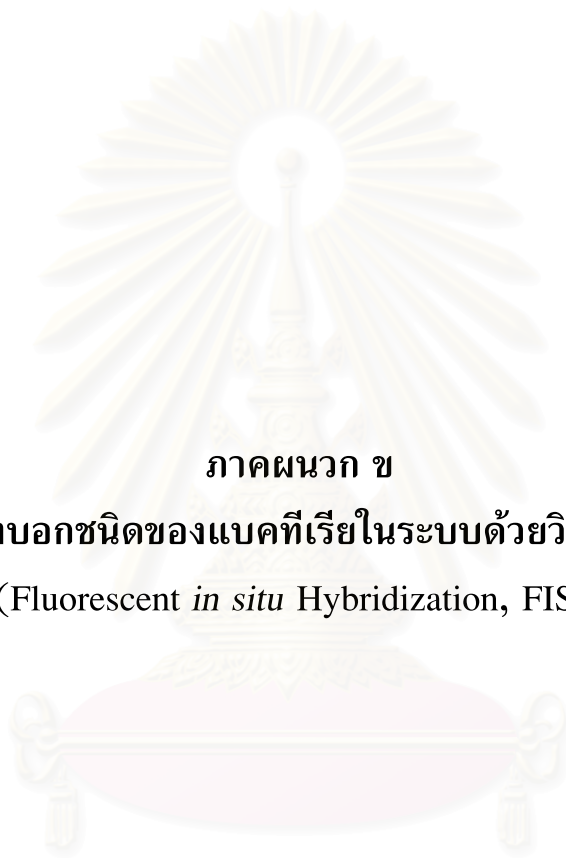 ภาคผนวก ข
บอกชนิดของแบคทีเรียในระบบด้วย
(Fluorescent in situ Hybridization, FIS